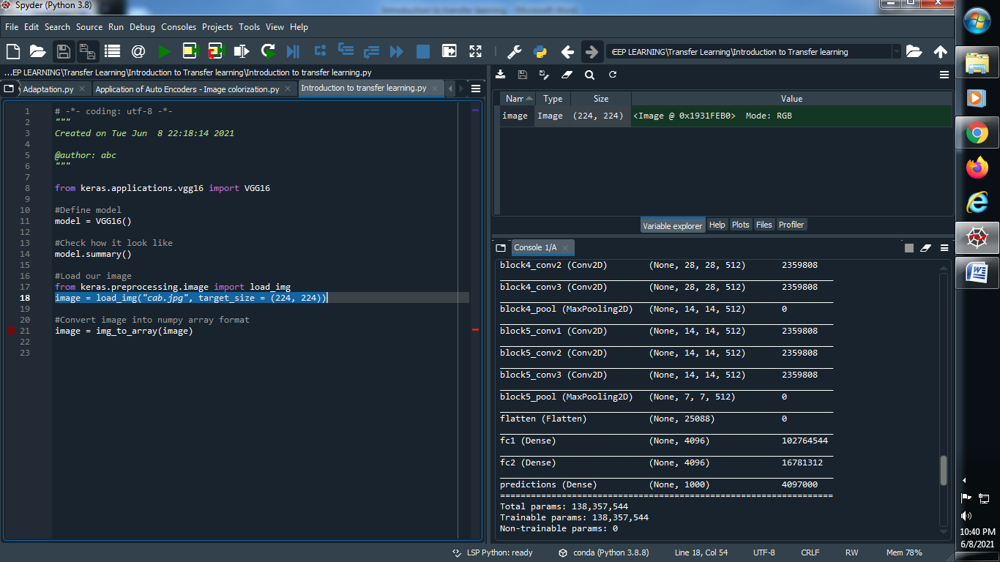 Spyder (Python 3.8)
Introduction to transfer learning - Microsoft Word
File Edit Search Source Run Debug Consoles Projects Tools View Help
EEP LEARNING\Transfer Learning\Introduction to Transfer learning
...EP LEARNING\Transfer Learning\Introduction to Transfer learning\Introduction to transfer learning.py
Adaptation.py
Application of Auto Encoders - Image colorization.py
Introduction to transfer learning.py
1 # -*- coding: utf-8 -*-
2 """
3 Created on Tue Jun  8 22:18:14 2021
4
5 @author: abc
6 """
7
8 from keras.applications.vgg16 import VGG16
9
10 #Define model
11 model = VGG16()
12
13 #Check how it look like
14 model.summary()
15
16 #Load our image
17 from keras.preprocessing.image import load_img
18 image = load_img("cab.jpg", target_size = (224, 224))
19
20 #Convert image into numpy array format
21 image = img_to_array(image)
22
23
Nam Type Size Value
image Image (224, 224) <Image @ 0x1931FEB0>  Mode: RGB
Variable explorer Help Plots Files Profiler
Console 1/A
block4_conv2 (Conv2D) (None, 28, 28, 512) 2359808
block4_conv3 (Conv2D) (None, 28, 28, 512) 2359808
block4_pool (MaxPooling2D) (None, 14, 14, 512) 0
block5_conv1 (Conv2D) (None, 14, 14, 512) 2359808
block5_conv2 (Conv2D) (None, 14, 14, 512) 2359808
block5_conv3 (Conv2D) (None, 14, 14, 512) 2359808
block5_pool (MaxPooling2D) (None, 7, 7, 512) 0
flatten (Flatten) (None, 25088) 0
fc1 (Dense) (None, 4096) 102764544
fc2 (Dense) (None, 4096) 16781312
predictions (Dense) (None, 1000) 4097000
=================================================================
Total params: 138,357,544
Trainable params: 138,357,544
Non-trainable params: 0
LSP Python: ready conda (Python 3.8.8) Line 18, Col 54 UTF-8 CRLF RW Mem 78%
10:40 PM
6/8/2021